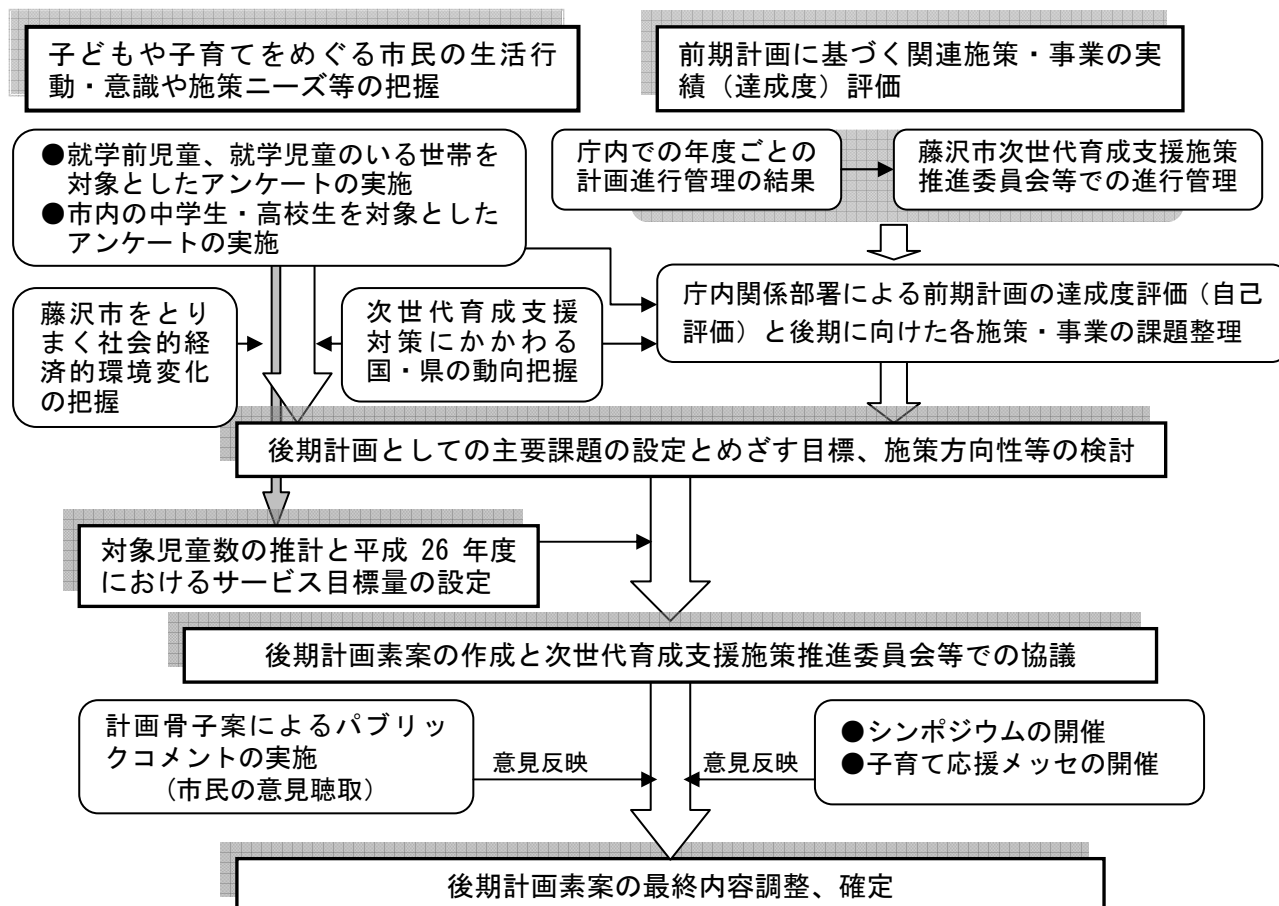 子どもや子育てをめぐる市民の生活行
動・意識や施策ニーズ等の把握
前期計画に基づく関連施策・事業の実
績（達成度）評価
●就学前児童、就学児童のいる世帯を
対象としたアンケートの実施
●市内の中学生・高校生を対象とした
アンケートの実施
庁内での年度ごとの
計画進行管理の結果
藤沢市次世代育成支援施策
推進委員会等での進行管理
藤沢市をとり
まく社会的経
済的環境変化
の把握
次世代育成支援
対策にかかわる
国・県の動向把握
庁内関係部署による前期計画の達成度評価（自己
評価）と後期に向けた各施策・事業の課題整理
後期計画としての主要課題の設定とめざす目標、施策方向性等の検討
対象児童数の推計と平成 26 年度
におけるサービス目標量の設定
後期計画素案の作成と次世代育成支援施策推進委員会等での協議
計画骨子案によるパブリッ
クコメントの実施
（市民の意見聴取）
意見反映
意見反映
●シンポジウムの開催
●子育て応援メッセの開催
後期計画素案の最終内容調整、確定